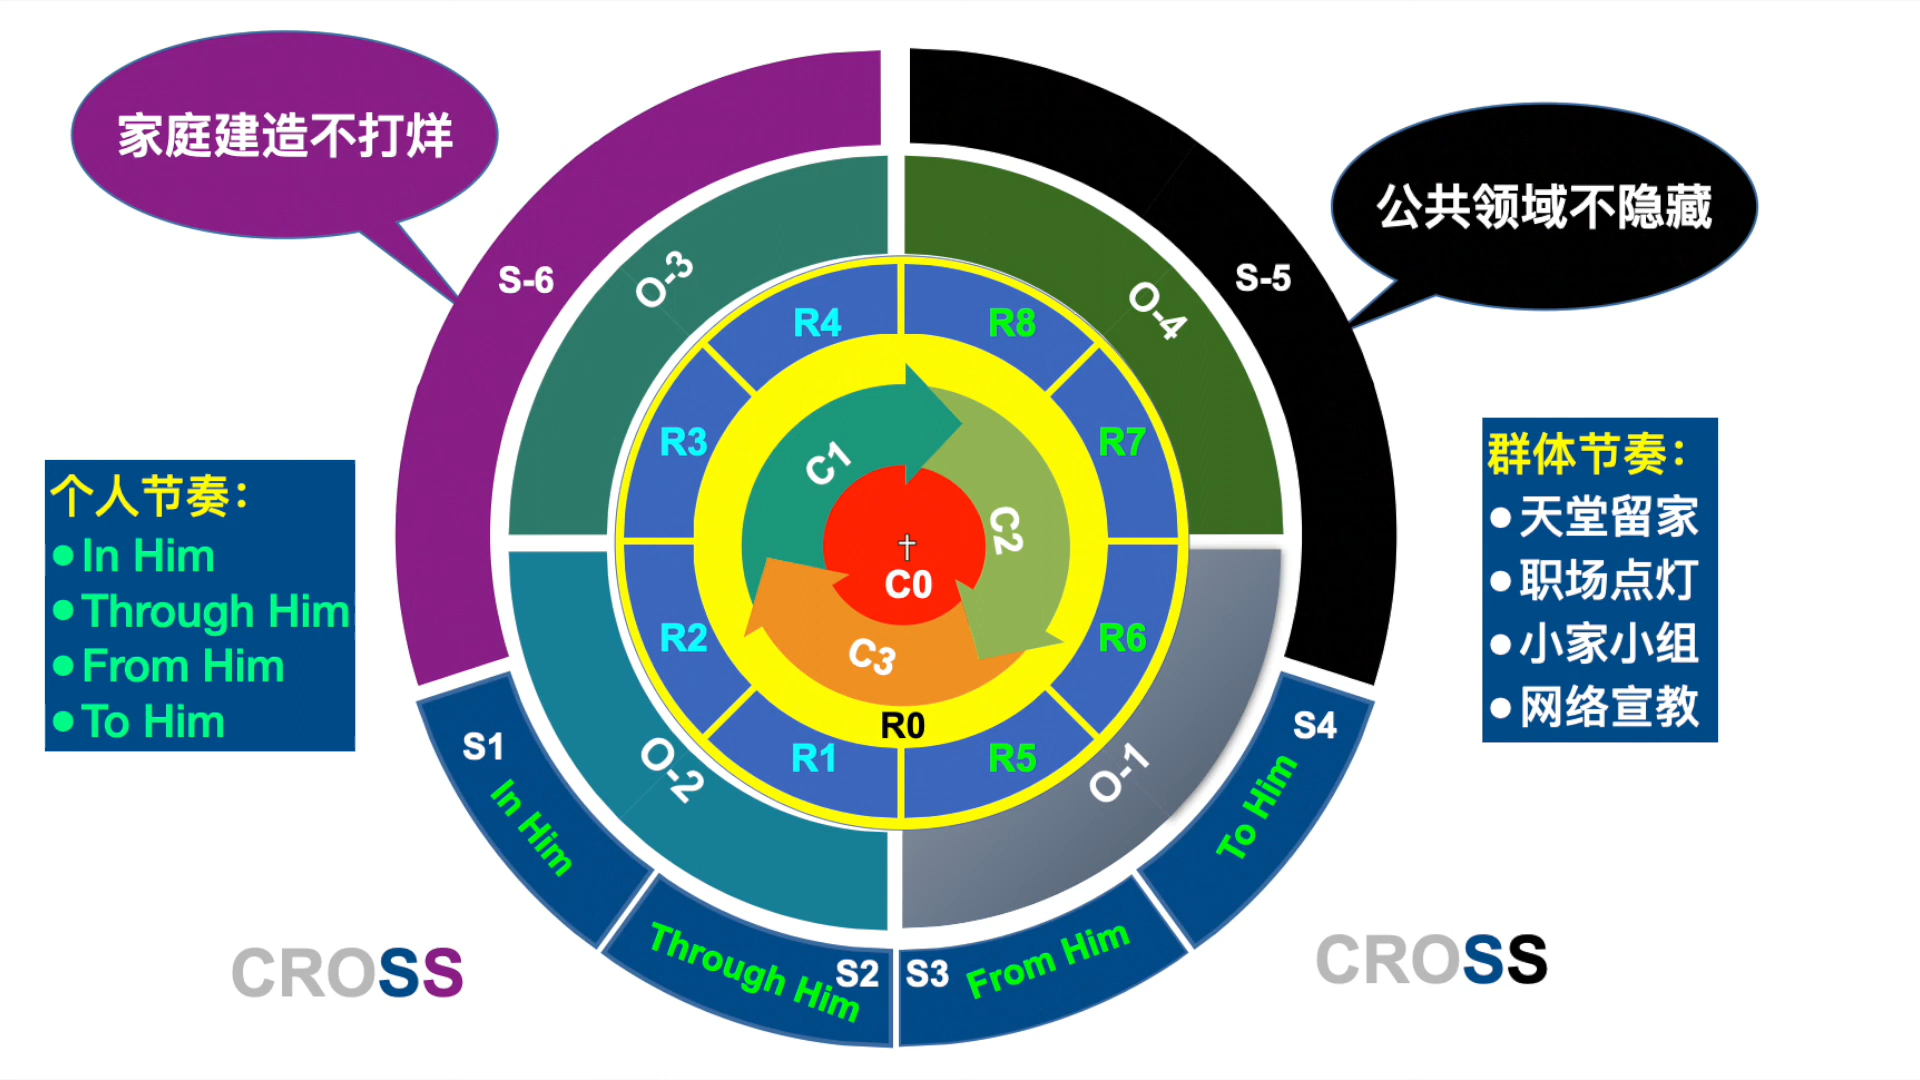 家庭建造不打烊
公共领域不隐藏
S-6
S-5
O-3
O-4
R4
R8
R3
R7
C1
C2
✝
C0
C3
R2
R6
R0
R1
R5
O-2
O-1
个人节奏：
●In Him
●Through Him
●From Him
●To Him
群体节奏：
●天堂留家
●职场点灯
●小家小组
●网络宣教
S1
In Him
S2
Through Him
S3
From Him
S4
To Him
CROSS
CROSS